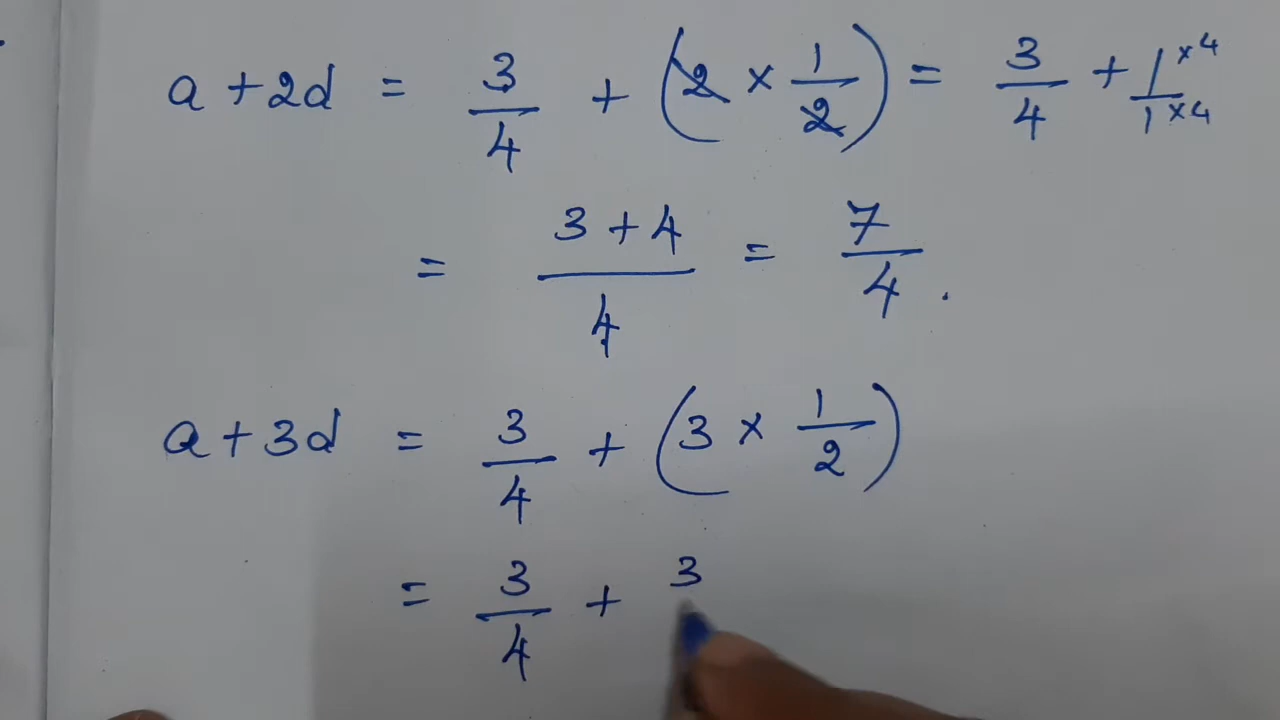 a + 2d = 3/4 + (2 × 1/2) = 3/4 + 1×4/1×4
= 3 + 4/4 = 7/4 .
a + 3d = 3/4 + (3 × 1/2)
= 3/4 + 3